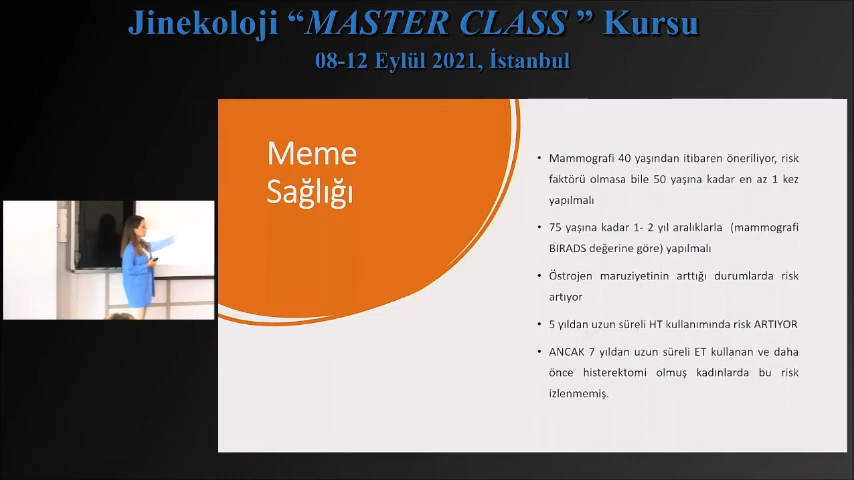 Jinekoloji “MASTER CLASS ” Kursu
08-12 Eylül 2021, İstanbul
Meme
Sağlığı
• Mammografi 40 yaşından itibaren öneriliyor, risk
faktörü olmasa bile 50 yaşına kadar en az 1 kez
yapılmalı
• 75 yaşına kadar 1- 2 yıl aralıklarla (mammografi
BIRADS değerine göre) yapılmalı
• Östrojen maruziyetinin arttığı durumlarda risk
artıyor
• 5 yıldan uzun süreli HT kullanımında risk ARTIYOR
• ANCAK 7 yıldan uzun süreli ET kullanan ve daha
önce histerektomi olmuş kadınlarda bu risk
izlenmemiş.